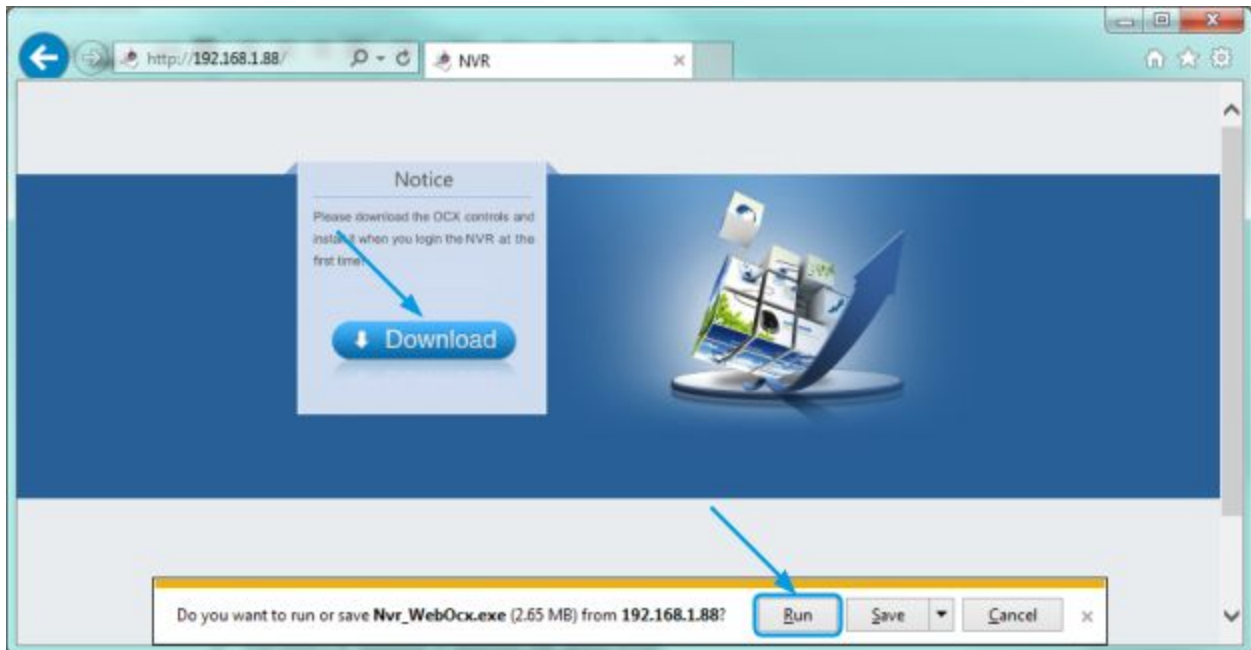 http://192.168.1.88/
NVR
Notice
Please download the OCX controls and
install it when you login the NVR at the
first time!
Download
Do you want to run or save Nvr_WebOcx.exe (2.65 MB) from 192.168.1.88?
Run
Save
Cancel